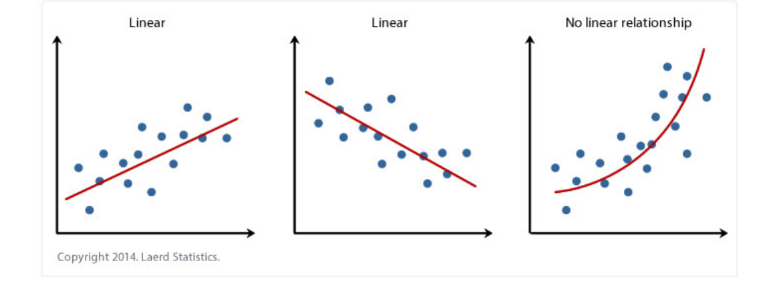 Linear
Linear
No linear relationship
Copyright 2014. Laerd Statistics.